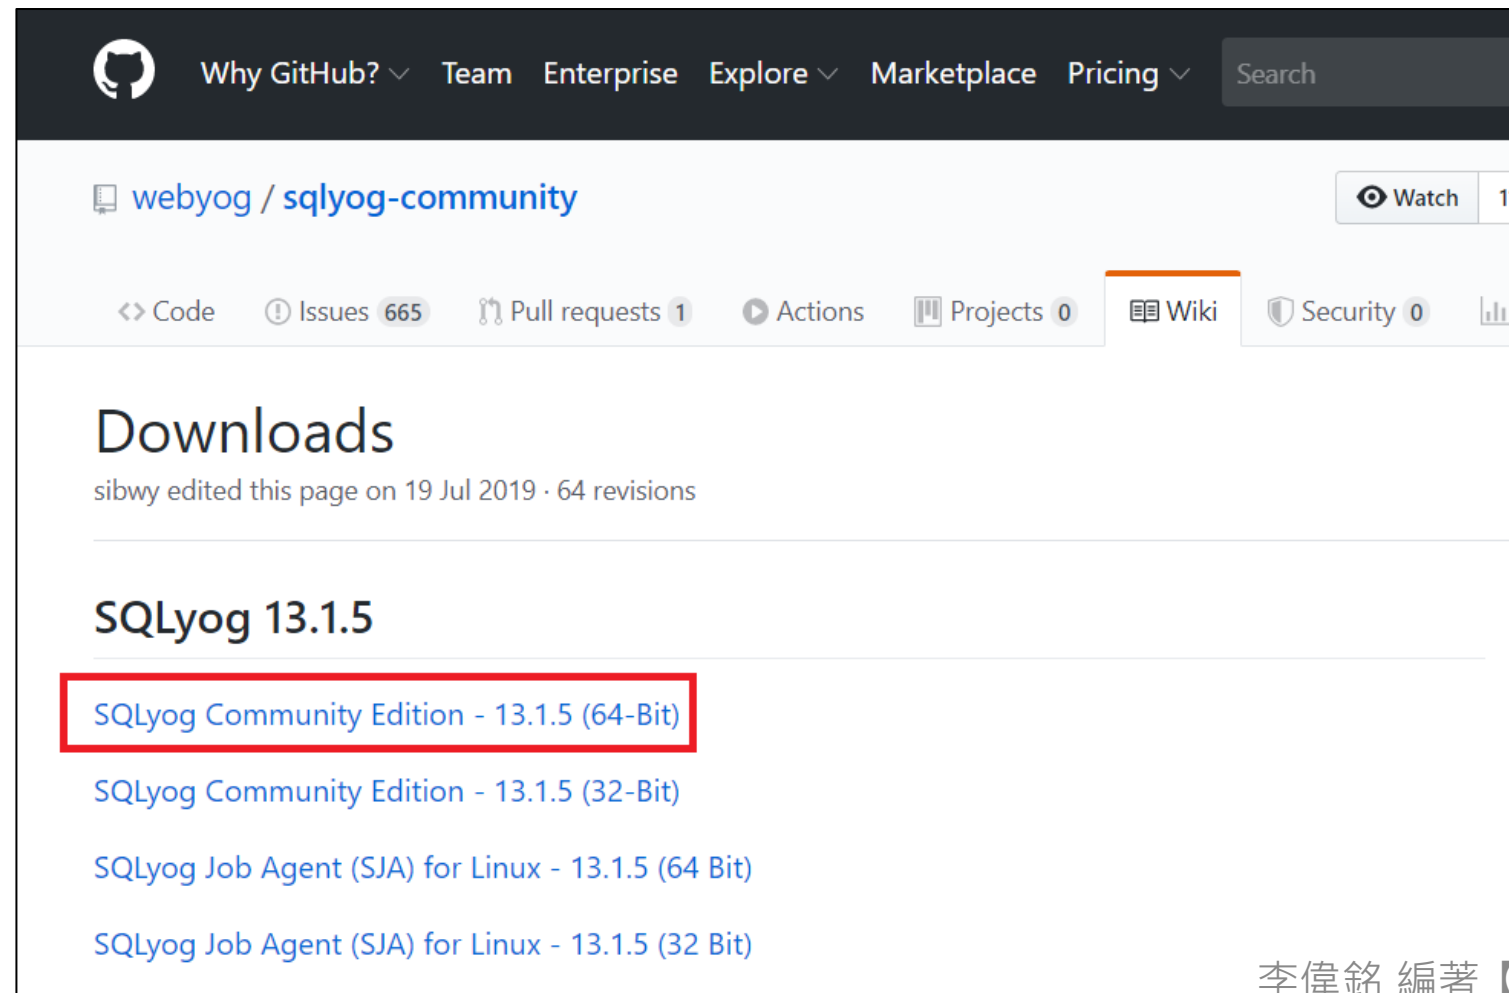 Why GitHub? Team Enterprise Explore Marketplace Pricing Search
webyog / sqlyog-community Watch 1
Code Issues 665 Pull requests 1 Actions Projects 0 Wiki Security 0
Downloads
sibwy edited this page on 19 Jul 2019 · 64 revisions
SQLyog 13.1.5
SQLyog Community Edition - 13.1.5 (64-Bit)
SQLyog Community Edition - 13.1.5 (32-Bit)
SQLyog Job Agent (SJA) for Linux - 13.1.5 (64 Bit)
SQLyog Job Agent (SJA) for Linux - 13.1.5 (32 Bit)
李偉銘 編著